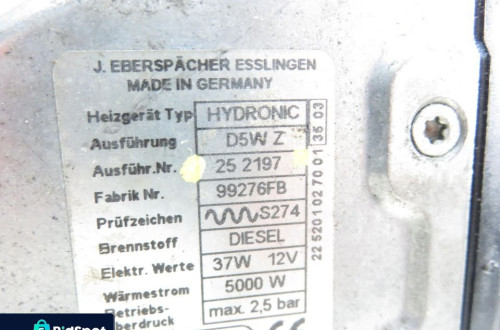 J. EBERSPÄCHER ESSLINGEN
MADE IN GERMANY
Heizgerät Typ HYDRONIC
Ausführung D5W Z
Ausführ.Nr. 25 2197
Fabrik Nr. 99276FB
Prüfzeichen S274
Brennstoff DIESEL
Elektr. Werte 37W 12V
Wärmestrom 5000 W
Betriebs- max. 2,5 bar
überdruck
CE
22 5201 02 70 01 35 03
BidSpot